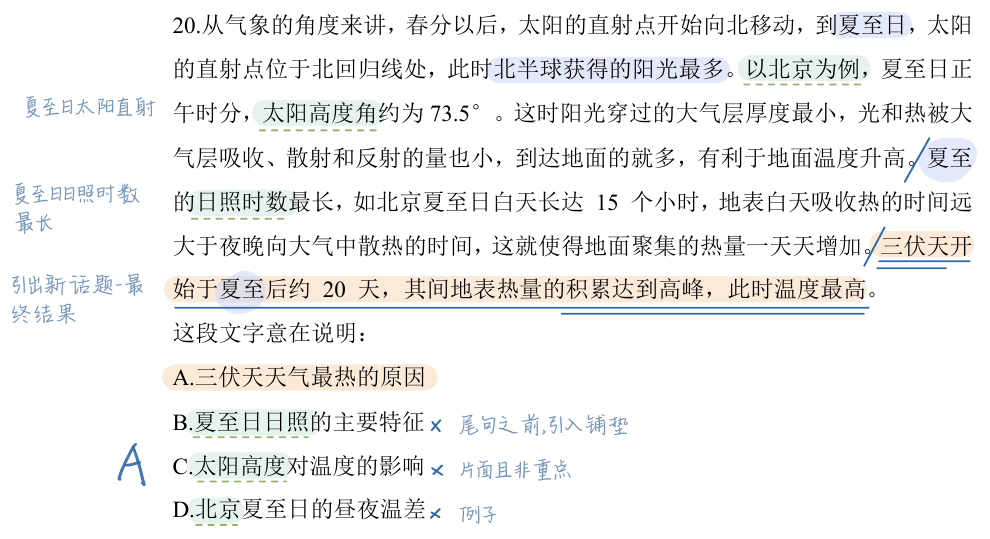 20.从气象的角度来讲，春分以后，太阳的直射点开始向北移动，到夏至日，太阳
的直射点位于北回归线处，此时北半球获得的阳光最多。以北京为例，夏至日正
夏至日太阳直射
午时分，太阳高度角约为 73.5° 。这时阳光穿过的大气层厚度最小，光和热被大
气层吸收、散射和反射的量也小，到达地面的就多，有利于地面温度升高。夏至
夏至日日照时数
最长
的日照时数最长，如北京夏至日白天长达 15 个小时，地表白天吸收热的时间远
大于夜晚向大气中散热的时间，这就使得地面聚集的热量一天天增加。三伏天开
引出新话题-最
终结果
始于夏至后约 20 天，其间地表热量的积累达到高峰，此时温度最高。
这段文字意在说明：
A.三伏天天气最热的原因
B.夏至日日照的主要特征 × 尾句之前,引入铺垫
A
C.太阳高度对温度的影响 × 片面且非重点
D.北京夏至日的昼夜温差 × 例子